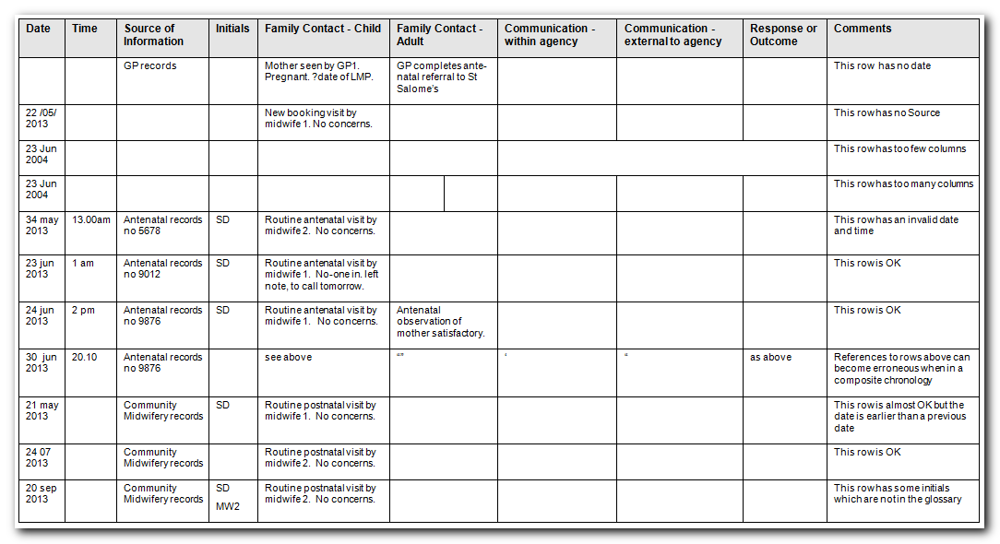 Date Time Source of Information Initials Family Contact - Child Family Contact - Adult Communication - within agency Communication - external to agency Response or Outcome Comments
GP records
Mother seen by GP1.
Pregnant. ?date of LMP.
GP completes ante-
natal referral to St
Salome's
This row has no date
22 /05/
2013
New booking visit by
midwife 1. No concerns.
This row has no Source
23 Jun
2004
This row has too few columns
23 Jun
2004
This row has too many columns
34 may
2013
13.00am
Antenatal records
no 5678
SD
Routine antenatal visit by
midwife 2. No concerns.
This row has an invalid date
and time
23 jun
2013
1 am
Antenatal records
no 9012
SD
Routine antenatal visit by
midwife 1. No-one in. left
note, to call tomorrow.
This row is OK
24 jun
2013
2 pm
Antenatal records
no 9876
SD
Routine antenatal visit by
midwife 1. No concerns.
Antenatal
observation of
mother satisfactory.
This row is OK
30 jun
2013
20.10
Antenatal records
no 9876
see above
“”
‘
“
as above
References to rows above can
become erroneous when in a
composite chronology
21 may
2013
Community
Midwifery records
SD
Routine postnatal visit by
midwife 1. No concerns.
This row is almost OK but the
date is earlier than a previous
date
24 07
2013
Community
Midwifery records
Routine postnatal visit by
midwife 2. No concerns.
This row is OK
20 sep
2013
Community
Midwifery records
SD
MW2
Routine postnatal visit by
midwife 2. No concerns.
This row has some initials
which are not in the glossary